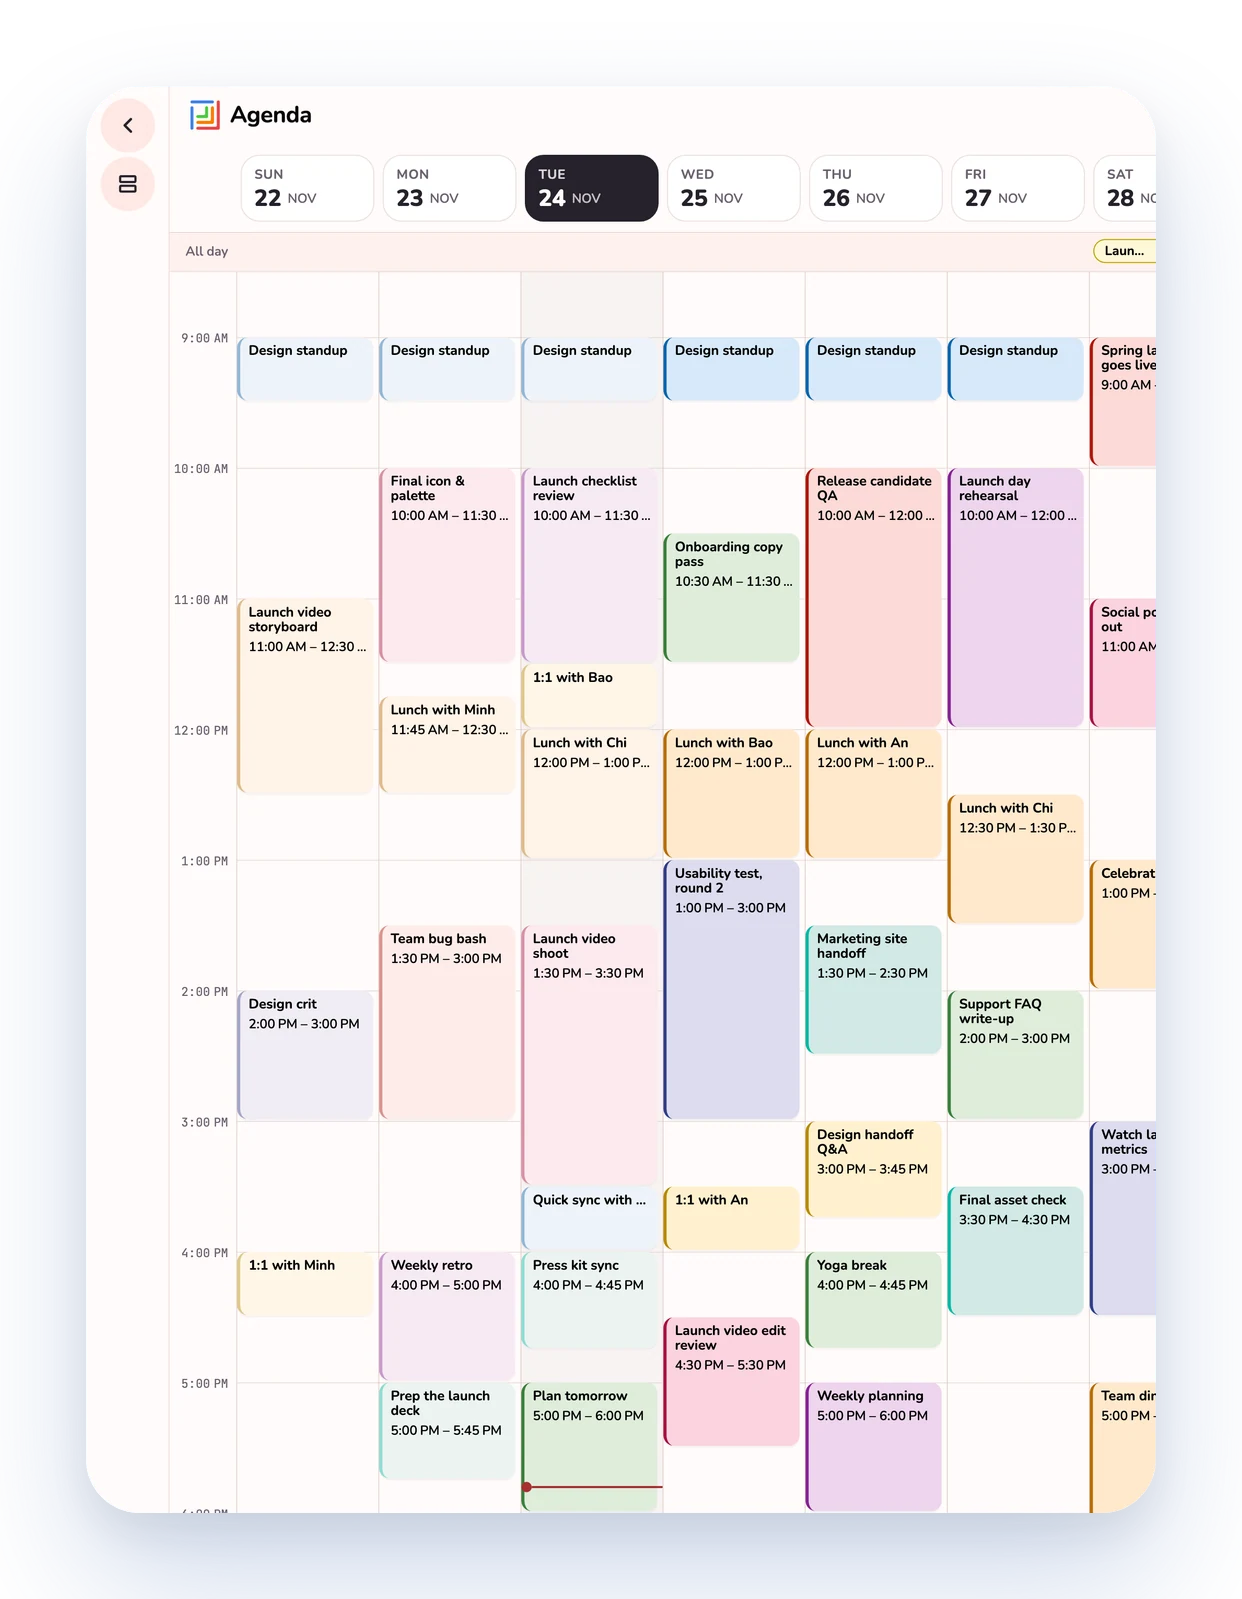 Agenda
SUN
22 NOV
MON
23 NOV
TUE
24 NOV
WED
25 NOV
THU
26 NOV
FRI
27 NOV
SAT
28
All day
Laun...
9:00 AM
10:00 AM
11:00 AM
12:00 PM
1:00 PM
2:00 PM
3:00 PM
4:00 PM
5:00 PM
Design standup
Launch video
storyboard
11:00 AM – 12:30 ...
Design crit
2:00 PM – 3:00 PM
1:1 with Minh
Design standup
Final icon &
palette
10:00 AM – 11:30 ...
Lunch with Minh
11:45 AM – 12:30 ...
Team bug bash
1:30 PM – 3:00 PM
Weekly retro
4:00 PM – 5:00 PM
Prep the launch
deck
5:00 PM – 5:45 PM
Design standup
Launch checklist
review
10:00 AM – 11:30 ...
1:1 with Bao
Lunch with Chi
12:00 PM – 1:00 P...
Launch video
shoot
1:30 PM – 3:30 PM
Quick sync with ...
Press kit sync
4:00 PM – 4:45 PM
Plan tomorrow
5:00 PM – 6:00 PM
Design standup
Onboarding copy
pass
10:30 AM – 11:30 ...
Lunch with Bao
12:00 PM – 1:00 P...
Usability test,
round 2
1:00 PM – 3:00 PM
1:1 with An
Launch video edit
review
4:30 PM – 5:30 PM
Design standup
Release candidate
QA
10:00 AM – 12:00 ...
Lunch with An
12:00 PM – 1:00 P...
Marketing site
handoff
1:30 PM – 2:30 PM
Design handoff
Q&A
3:00 PM – 3:45 PM
Yoga break
4:00 PM – 4:45 PM
Weekly planning
5:00 PM – 6:00 PM
Design standup
Launch day
rehearsal
10:00 AM – 12:00 ...
Lunch with Chi
12:30 PM – 1:30 P...
Support FAQ
write-up
2:00 PM – 3:00 PM
Final asset check
3:30 PM – 4:30 PM
Spring
goes live
9:00 AM
Social
out
11:00 AM
1:00 PM
Watch
metrics
3:00 PM
Team
5:00 PM